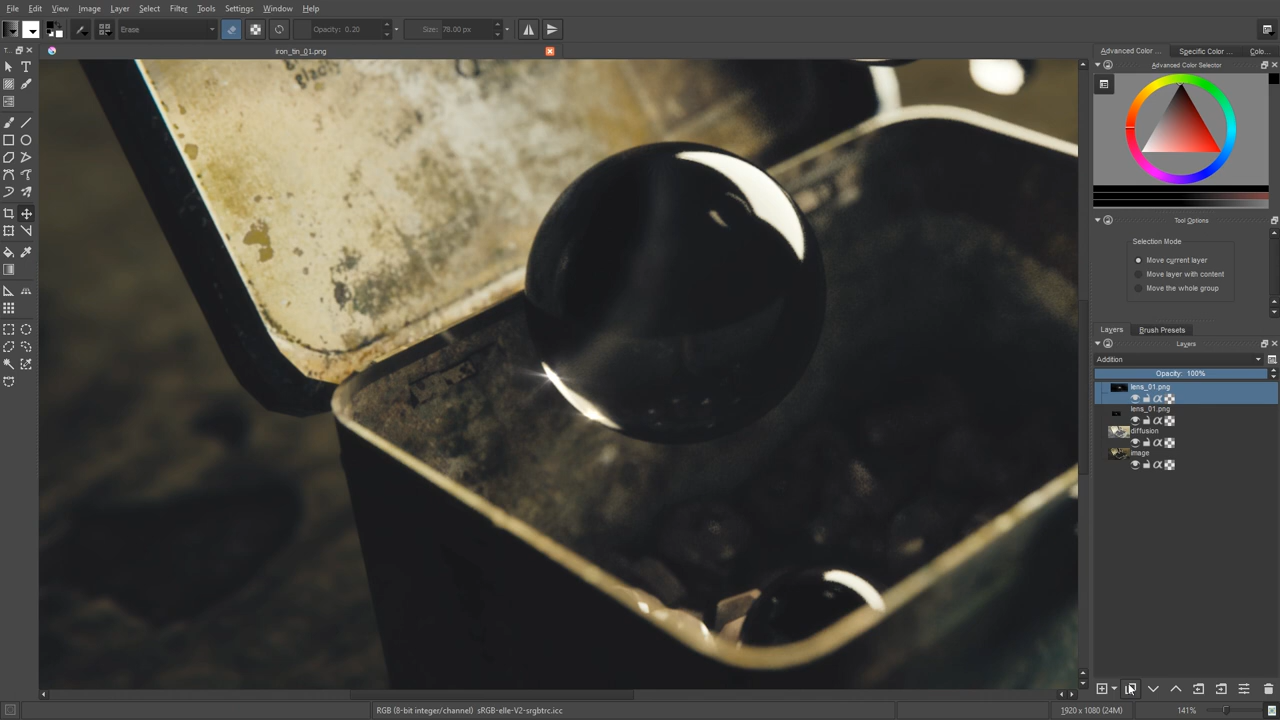 File Edit View Image Layer Select Filter Tools Settings Window Help
Erase Opacity: 0.20 Size: 78.00 px
T... iron_tin_01.png Advanced Color ... Specific Color ... Colo...
Advanced Color Selector
Tool Options
Selection Mode
Move current layer
Move layer with content
Move the whole group
Layers Brush Presets
Layers
Addition
Opacity: 100%
lens_01.png
lens_01.png
diffusion
image
RGB (8-bit integer/channel) sRGB-elle-V2-srgbtrc.icc 1920 x 1080 (24M) 141%